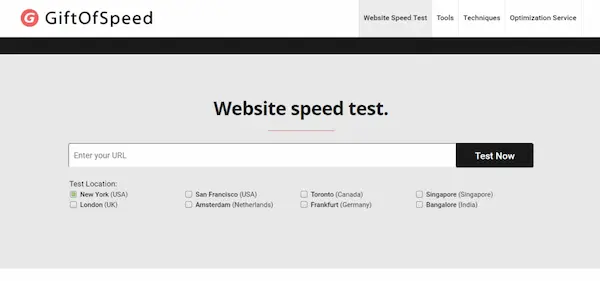 G GiftOfSpeed
Website Speed Test Tools Techniques Optimization Service
Website speed test.
Enter your URL Test Now
Test Location:
New York (USA) San Francisco (USA) Toronto (Canada) Singapore (Singapore)
London (UK) Amsterdam (Netherlands) Frankfurt (Germany) Bangalore (India)